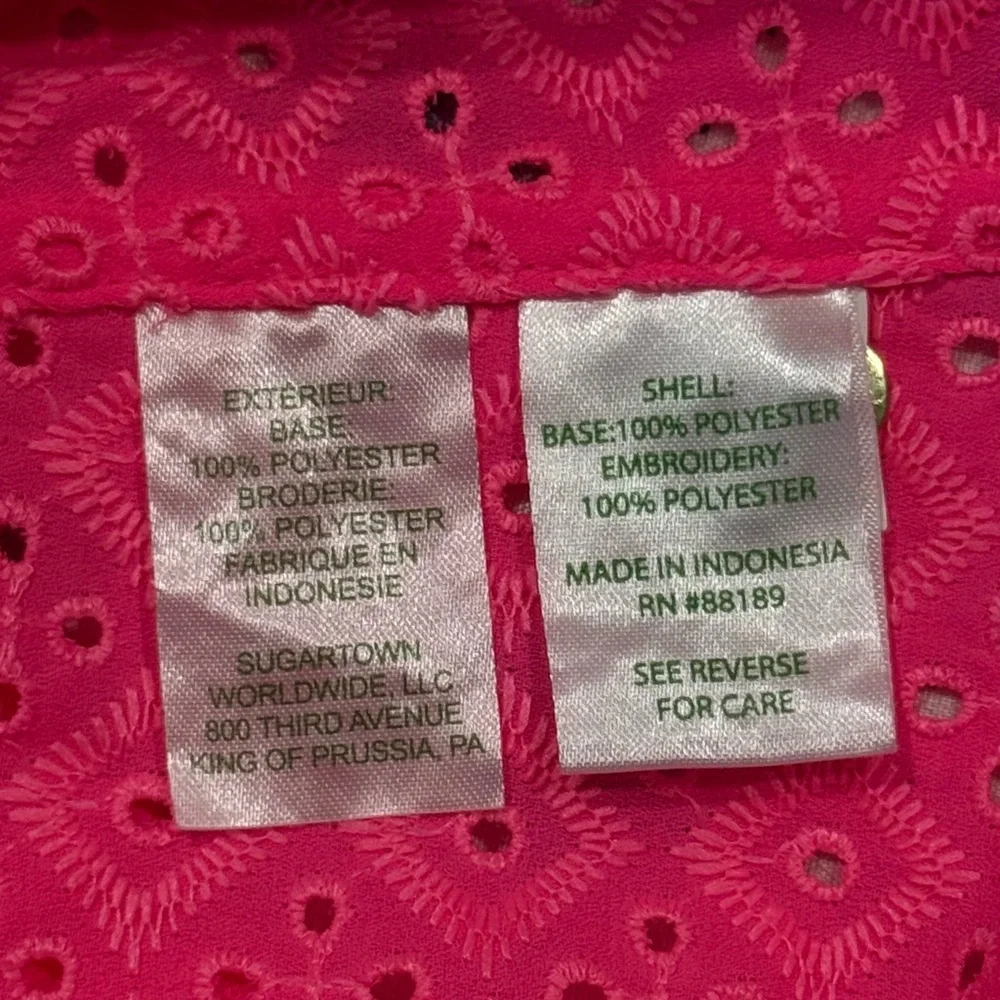 EXTÉRIEUR:
BASE:
100% POLYESTER
BRODERIE:
100% POLYESTER
FABRIQUE EN
INDONÉSIE
SUGARTOWN
WORLDWIDE, LLC
800 THIRD AVENUE
KING OF PRUSSIA, PA
SHELL:
BASE:100% POLYESTER
EMBROIDERY:
100% POLYESTER
MADE IN INDONESIA
RN #88189
SEE REVERSE
FOR CARE